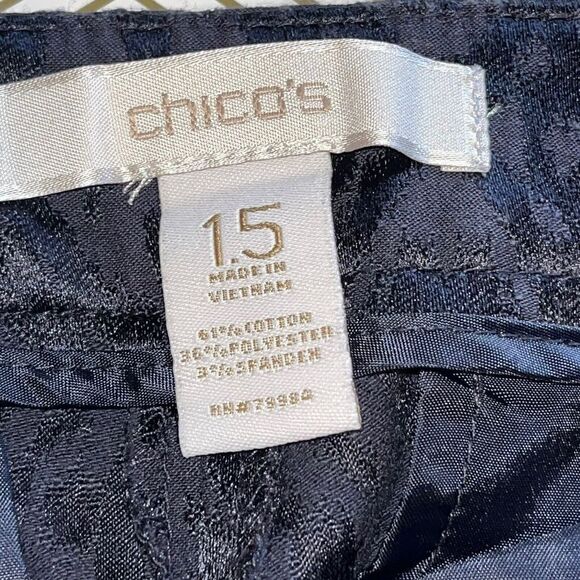 chico's
1.5
MADE IN
VIETNAM
61% COTTON
36% POLYESTER
3% SPANDEX
RN#79984